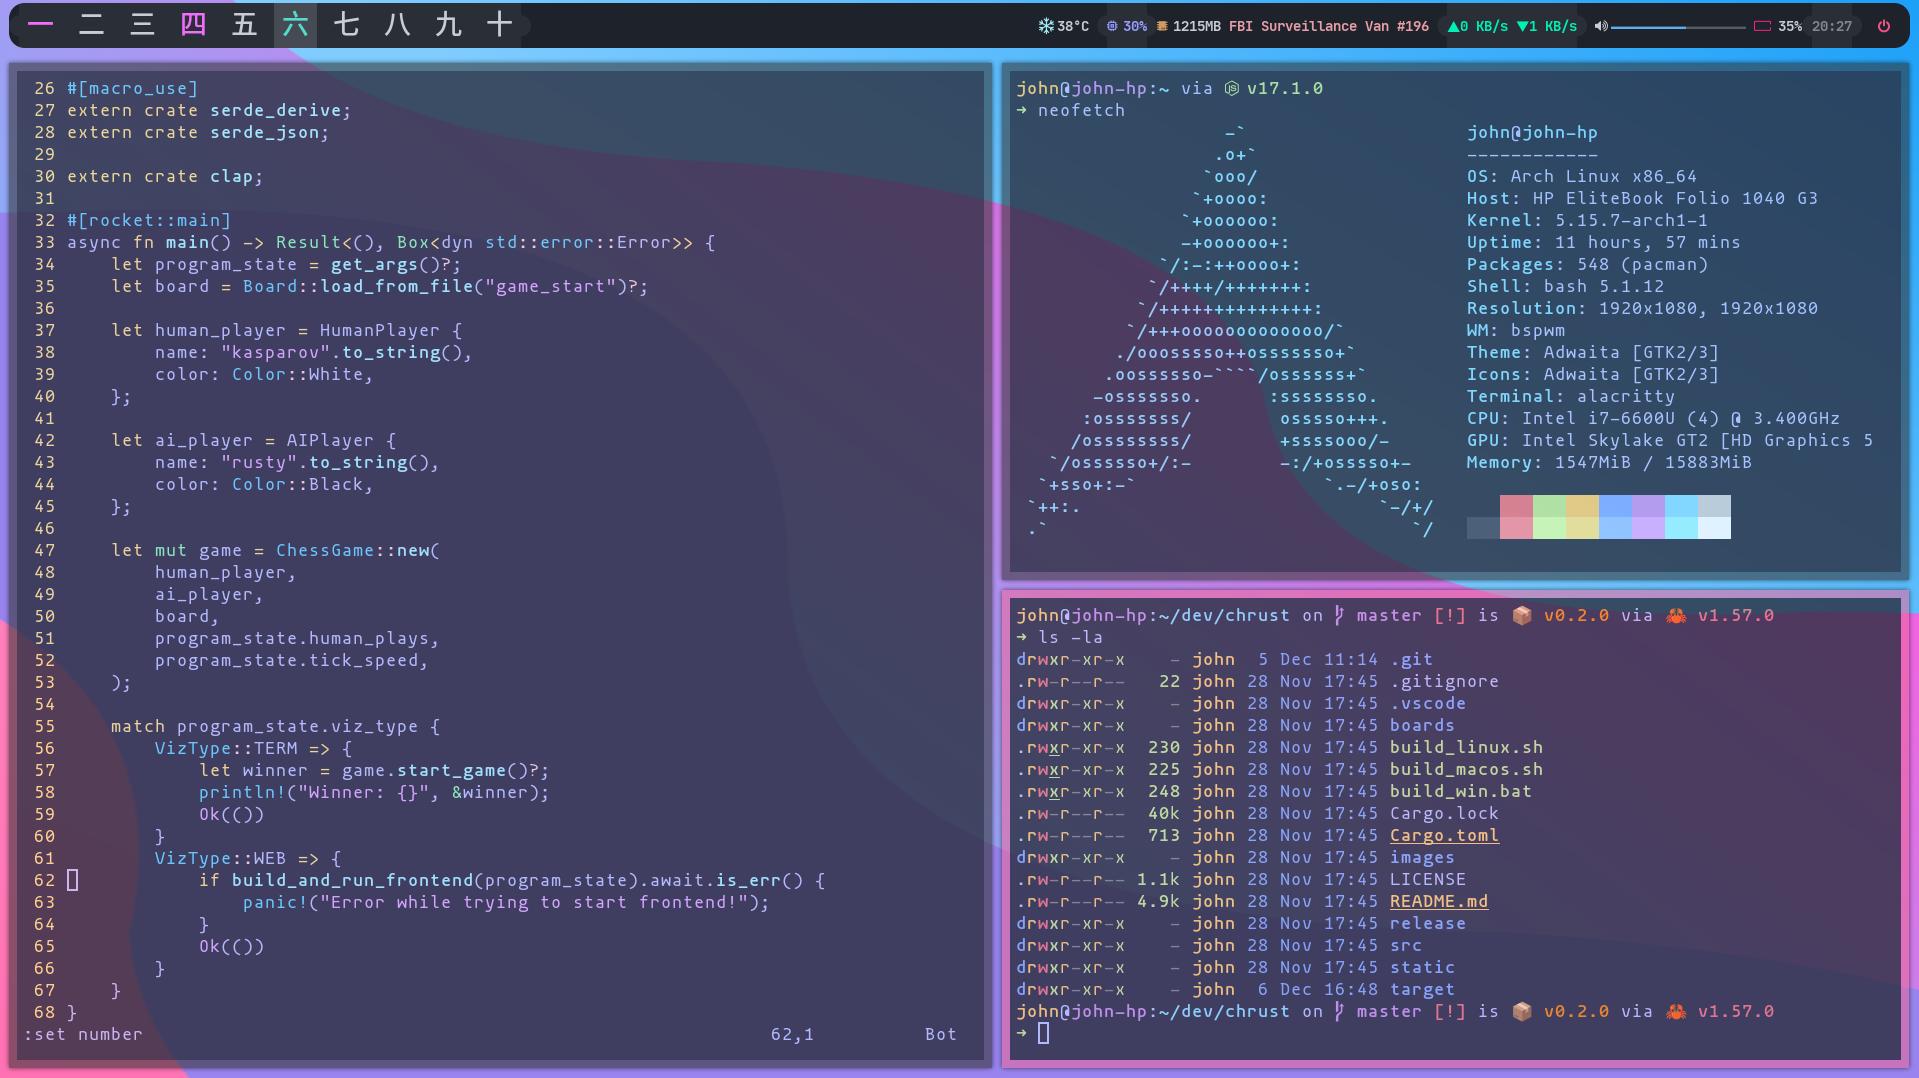 一 二 三 四 五 六 七 八 九 十
38°C 30% 1215MB FBI Surveillance Van #196 ▲0 KB/s ▼1 KB/s 35% 20:27
26 #[macro_use]
27 extern crate serde_derive;
28 extern crate serde_json;
29
30 extern crate clap;
31
32 #[rocket::main]
33 async fn main() -> Result<(), Box<dyn std::error::Error>> {
34     let program_state = get_args()?;
35     let board = Board::load_from_file("game_start")?;
36
37     let human_player = HumanPlayer {
38         name: "kasparov".to_string(),
39         color: Color::White,
40     };
41
42     let ai_player = AIPlayer {
43         name: "rusty".to_string(),
44         color: Color::Black,
45     };
46
47     let mut game = ChessGame::new(
48         human_player,
49         ai_player,
50         board,
51         program_state.human_plays,
52         program_state.tick_speed,
53     );
54
55     match program_state.viz_type {
56         VizType::TERM => {
57             let winner = game.start_game()?;
58             println!("Winner: {}", &winner);
59             Ok(())
60         }
61         VizType::WEB => {
62             if build_and_run_frontend(program_state).await.is_err() {
63                 panic!("Error while trying to start frontend!");
64             }
65             Ok(())
66         }
67     }
68 }
:set number 62,1 Bot
john@john-hp:~ via v17.1.0
➜ neofetch
                  -`
                 .o+`
                `ooo/
               `+oooo:
              `+oooooo:
              -+oooooo+:
            `/:-:++oooo+:
           `/++++/+++++++:
          `/++++++++++++++:
         `/+++ooooooooooooo/`
        ./ooosssso++osssssso+`
       .oossssso-````/ossssss+`
      -osssssso.      :ssssssso.
     :osssssss/        osssso+++.
    /ossssssss/        +ssssooo/-
  `/ossssso+/:-        -:/+osssso+-
 `+sso+:-`                 `.-/+oso:
`++:.                           `-/+/
.`                                 `/
john@john-hp
------------
OS: Arch Linux x86_64
Host: HP EliteBook Folio 1040 G3
Kernel: 5.15.7-arch1-1
Uptime: 11 hours, 57 mins
Packages: 548 (pacman)
Shell: bash 5.1.12
Resolution: 1920x1080, 1920x1080
WM: bspwm
Theme: Adwaita [GTK2/3]
Icons: Adwaita [GTK2/3]
Terminal: alacritty
CPU: Intel i7-6600U (4) @ 3.400GHz
GPU: Intel Skylake GT2 [HD Graphics 5
Memory: 1547MiB / 15883MiB
john@john-hp:~/dev/chrust on master [!] is 📦 v0.2.0 via 🦀 v1.57.0
➜ ls -la
drwxr-xr-x    - john  5 Dec 11:14 .git
.rw-r--r--   22 john 28 Nov 17:45 .gitignore
drwxr-xr-x    - john 28 Nov 17:45 .vscode
drwxr-xr-x    - john 28 Nov 17:45 boards
.rwxr-xr-x  230 john 28 Nov 17:45 build_linux.sh
.rwxr-xr-x  225 john 28 Nov 17:45 build_macos.sh
.rwxr-xr-x  248 john 28 Nov 17:45 build_win.bat
.rw-r--r--  40k john 28 Nov 17:45 Cargo.lock
.rw-r--r--  713 john 28 Nov 17:45 Cargo.toml
drwxr-xr-x    - john 28 Nov 17:45 images
.rw-r--r-- 1.1k john 28 Nov 17:45 LICENSE
.rw-r--r-- 4.9k john 28 Nov 17:45 README.md
drwxr-xr-x    - john 28 Nov 17:45 release
drwxr-xr-x    - john 28 Nov 17:45 src
drwxr-xr-x    - john 28 Nov 17:45 static
drwxr-xr-x    - john  6 Dec 16:48 target
john@john-hp:~/dev/chrust on master [!] is 📦 v0.2.0 via 🦀 v1.57.0
➜